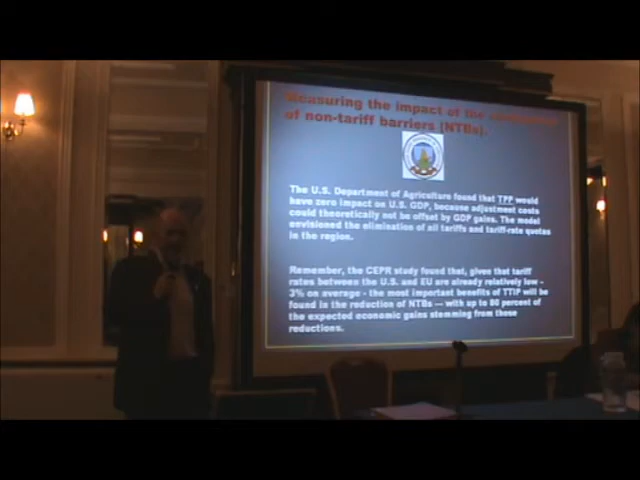 Measuring the impact of the
of non-tariff barriers [NTBs].
The U.S. Department of Agriculture found that TPP would
have zero impact on U.S. GDP, because adjustment costs
could theoretically not be offset by GDP gains. The model
envisioned the elimination of all tariffs and tariff-rate quotas
in the region.
Remember, the CEPR study found that, given that tariff
rates between the U.S. and EU are already relatively low –
3% on average - the most important benefits of TTIP will be
found in the reduction of NTBs — with up to 80 percent of
the expected economic gains stemming from those
reductions.